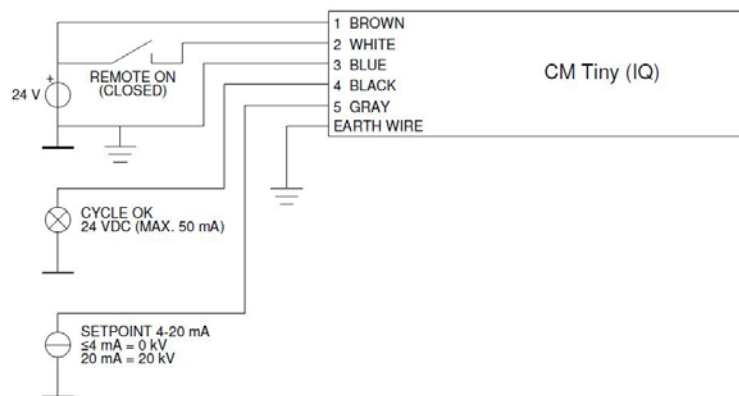 1 BROWN
2 WHITE
3 BLUE
4 BLACK
5 GRAY
EARTH WIRE
CM Tiny (IQ)
REMOTE ON
(CLOSED)
+
24 V
CYCLE OK
24 VDC (MAX. 50 mA)
SETPOINT 4-20 mA
≤4 mA = 0 kV
20 mA = 20 kV